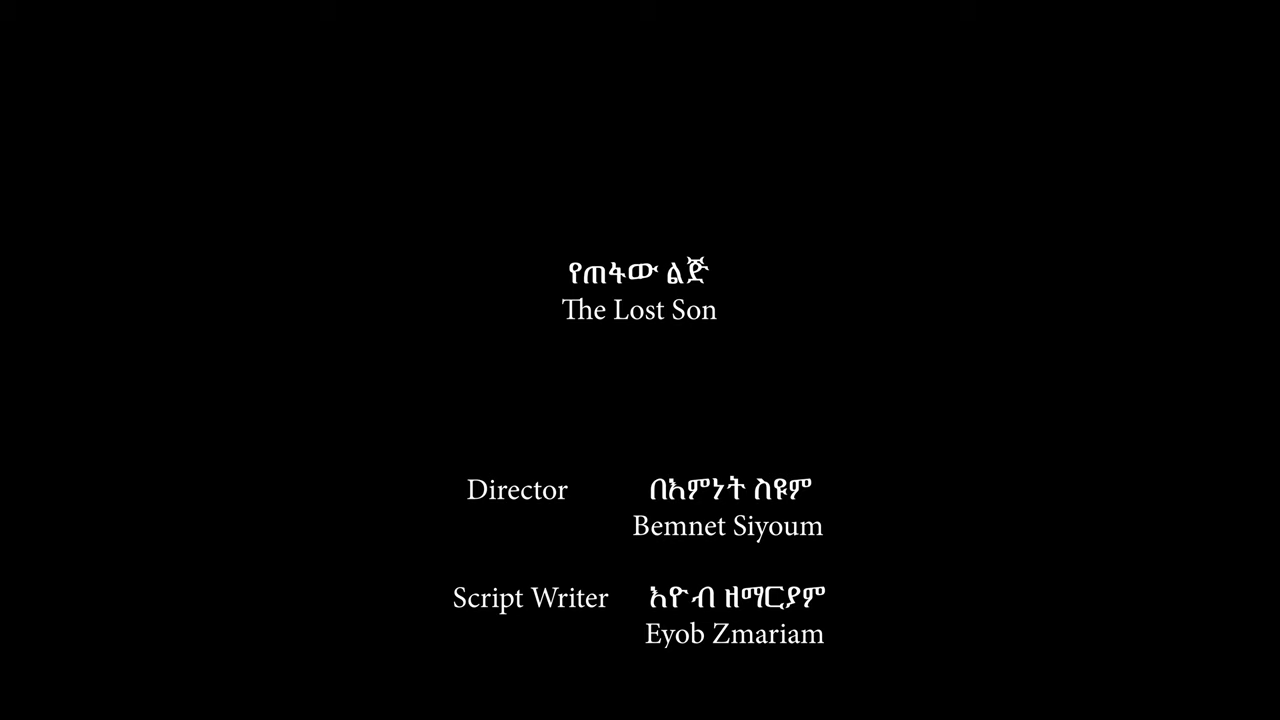 የጠፋው ልጅ
The Lost Son
Director በእምነት ስዩም
Bemnet Siyoum
Script Writer እዮብ ዘማርያም
Eyob Zmariam